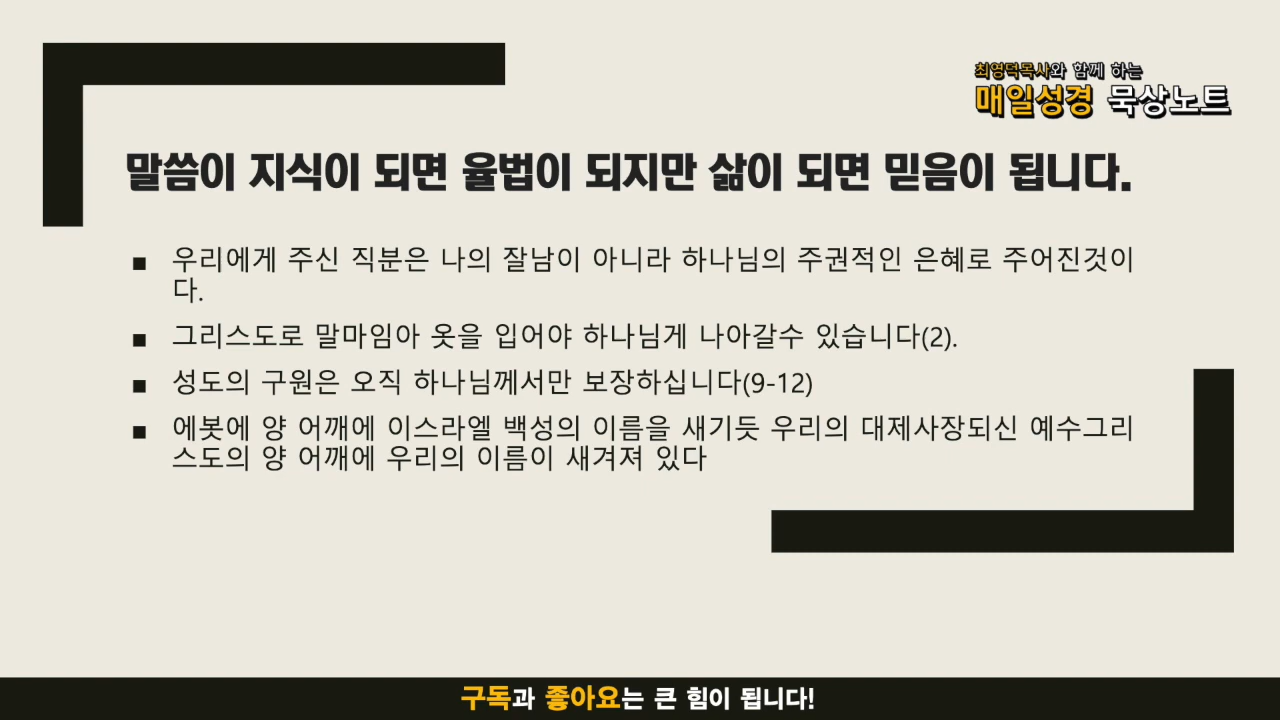 최영덕목사와 함께 하는
매일성경 묵상노트
말씀이 지식이 되면 율법이 되지만 삶이 되면 믿음이 됩니다.
■ 우리에게 주신 직분은 나의 잘남이 아니라 하나님의 주권적인 은혜로 주어진것이
다.
■ 그리스도로 말마임아 옷을 입어야 하나님게 나아갈수 있습니다(2).
■ 성도의 구원은 오직 하나님께서만 보장하십니다(9-12)
■ 에봇에 양 어깨에 이스라엘 백성의 이름을 새기듯 우리의 대제사장되신 예수그리
스도의 양 어깨에 우리의 이름이 새겨져 있다
구독과 좋아요는 큰 힘이 됩니다!